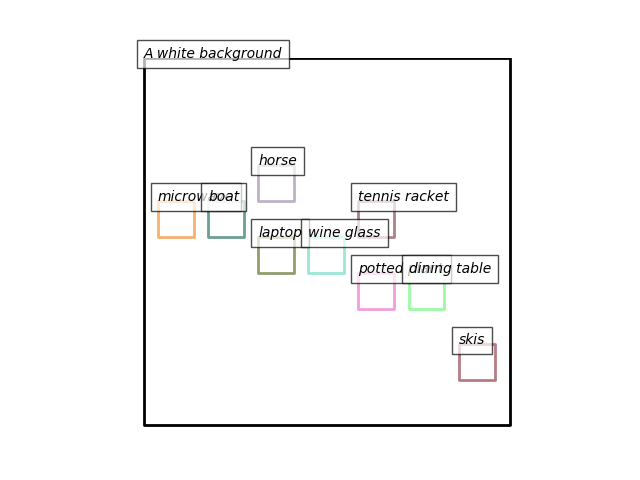 A white background
horse
microwave
boat
tennis racket
laptop
wine glass
potted plant
dining table
skis